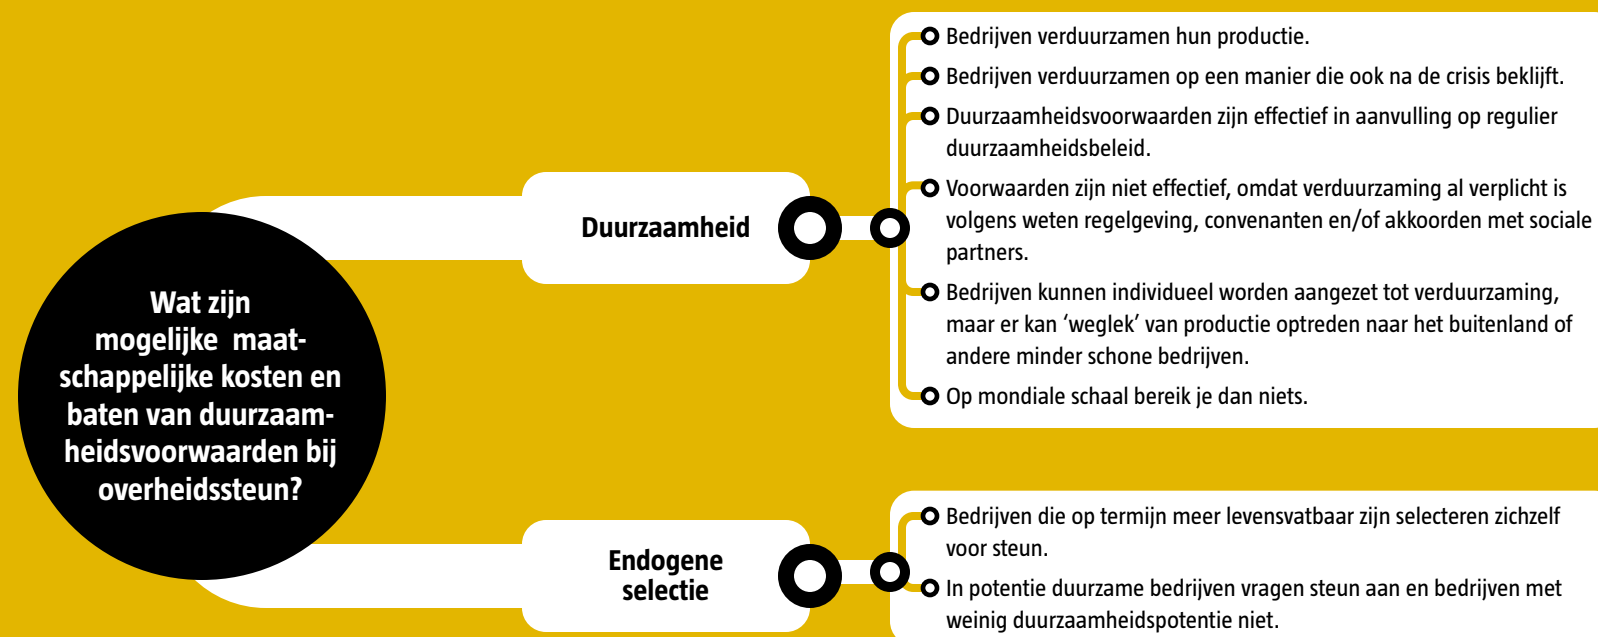 Wat zijn
mogelijke maat-
schappelijke kosten en
baten van duurzaam-
heidsvoorwaarden bij
overheidssteun?
Duurzaamheid
Bedrijven verduurzamen hun productie.
Bedrijven verduurzamen op een manier die ook na de crisis beklijft.
Duurzaamheidsvoorwaarden zijn effectief in aanvulling op regulier
duurzaamheidsbeleid.
Voorwaarden zijn niet effectief, omdat verduurzaming al verplicht is
volgens weten regelgeving, convenanten en/of akkoorden met sociale
partners.
Bedrijven kunnen individueel worden aangezet tot verduurzaming,
maar er kan ‘weglek’ van productie optreden naar het buitenland of
andere minder schone bedrijven.
Op mondiale schaal bereik je dan niets.
Endogene
selectie
Bedrijven die op termijn meer levensvatbaar zijn selecteren zichzelf
voor steun.
In potentie duurzame bedrijven vragen steun aan en bedrijven met
weinig duurzaamheidspotentie niet.